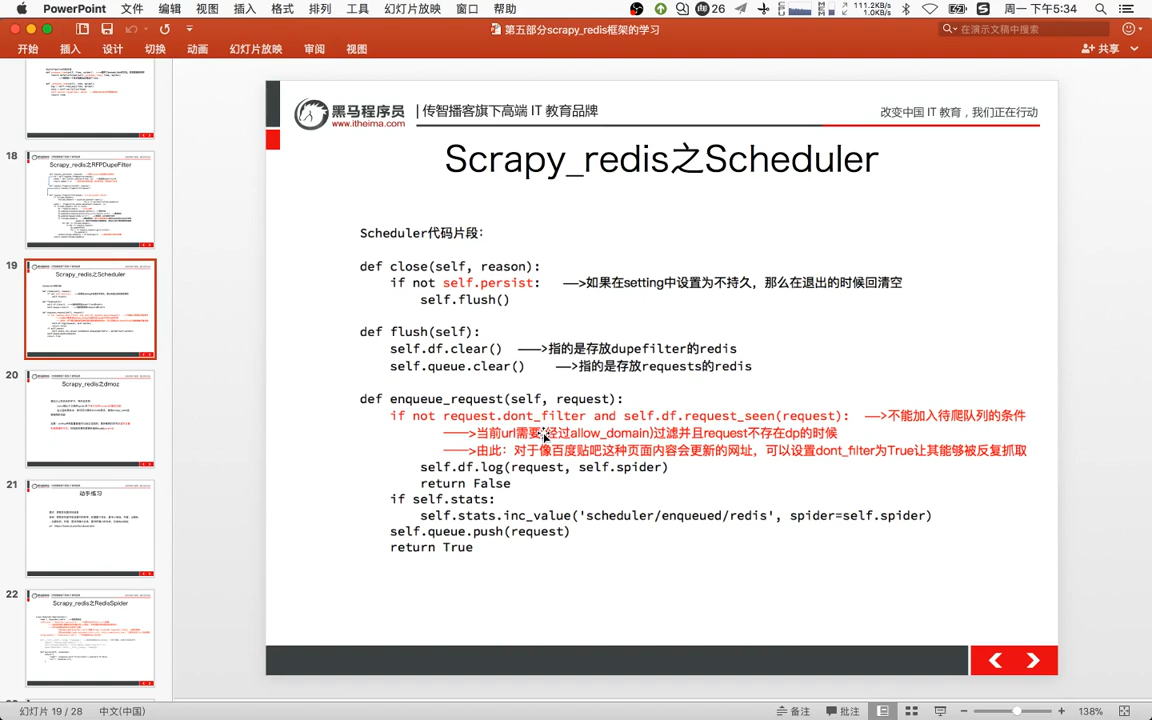 PowerPoint 文件 编辑 视图 插入 格式 排列 工具 幻灯片放映 窗口 帮助 26 111.2KB/s 1.0KB/s 周一 下午5:34
第五部分scrapy_redis框架的学习
在演示文稿中搜索
开始 插入 设计 切换 动画 幻灯片放映 审阅 视图 共享
18
Scrapy_redis之RFPDupeFilter
19
Scrapy_redis之Scheduler
20
Scrapy_redis之dmoz
21
动手练习
22
Scrapy_redis之RedisSpider
黑马程序员
www.itheima.com
传智播客旗下高端 IT 教育品牌
改变中国 IT 教育，我们正在行动
Scrapy_redis之Scheduler
Scheduler代码片段：
def close(self, reason):
if not self.persist: ——>如果在setting中设置为不持久，那么在退出的时候回清空
self.flush()
def flush(self):
self.df.clear() ——>指的是存放dupefilter的redis
self.queue.clear() ——>指的是存放requests的redis
def enqueue_request(self, request):
if not request.dont_filter and self.df.request_seen(request): ——>不能加入待爬队列的条件
———>当前url需要(经过allow_domain)过滤并且request不存在dp的时候
———>由此：对于像百度贴吧这种页面内容会更新的网址，可以设置dont_filter为True让其能够被反复抓取
self.df.log(request, self.spider)
return False
if self.stats:
self.stats.inc_value('scheduler/enqueued/redis', spider=self.spider)
self.queue.push(request)
return True
幻灯片 19 / 28 中文(中国) 备注 批注 138%